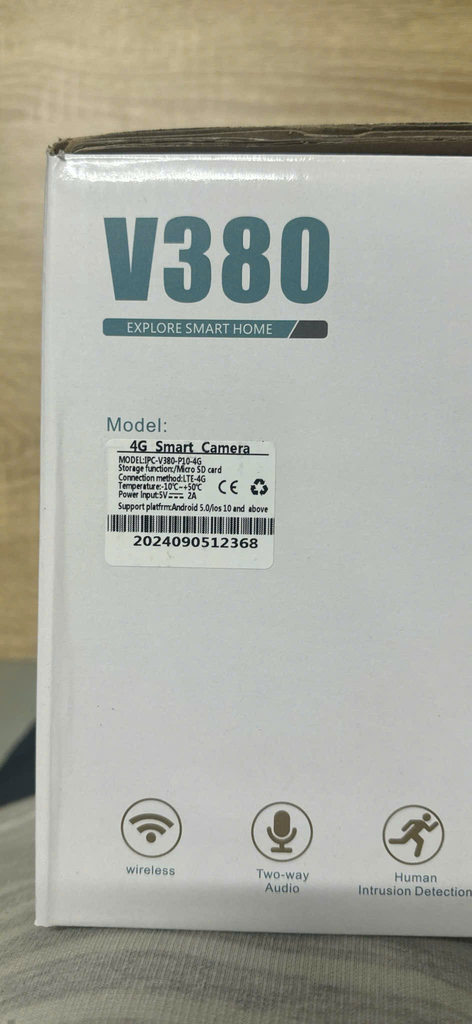 V380
EXPLORE SMART HOME
Model:
4G Smart Camera
MODEL:IPC-V380-P10-4G
Storage function:/Micro SD card
Connection method:LTE-4G
Temperature:-10℃~+50℃
Power Input:5V⎓ 2A
CE
Support platfrm:Android 5.0/ios 10 and above
2024090512368
wireless
Two-way
Audio
Human
Intrusion Detection